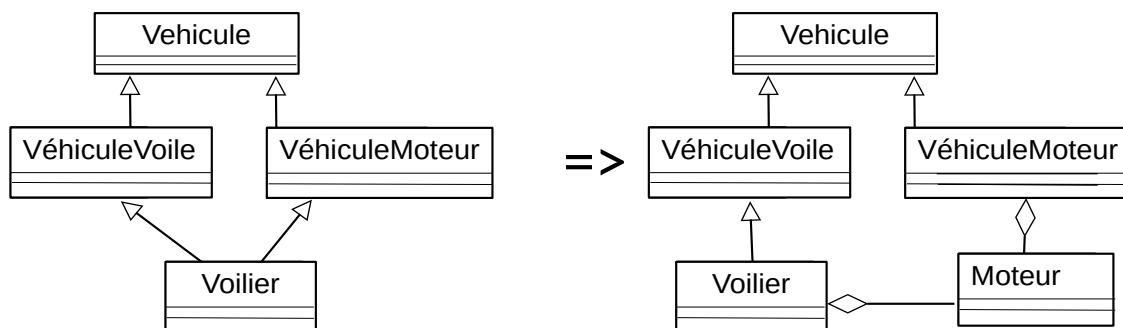 Vehicule
VéhiculeVoile
VéhiculeMoteur
Voilier
=>
Vehicule
VéhiculeVoile
VéhiculeMoteur
Voilier
Moteur